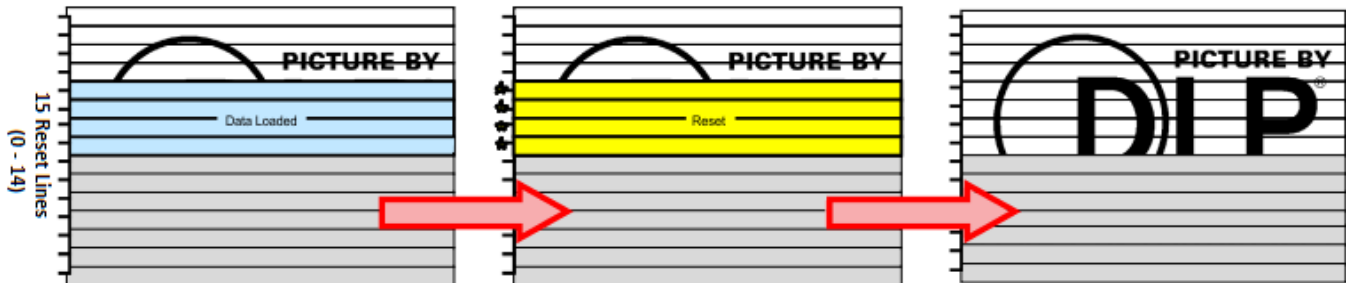 15 Reset Lines
(0 - 14)
PICTURE BY
Data Loaded
PICTURE BY
Reset
PICTURE BY
DLP®